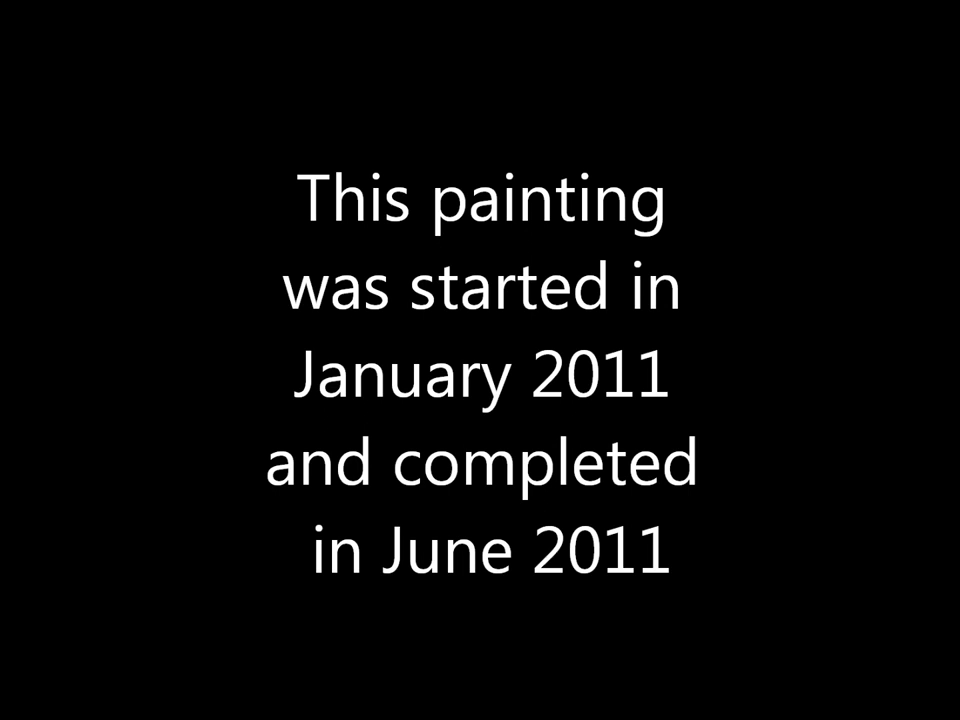 This painting
was started in
January 2011
and completed
in June 2011